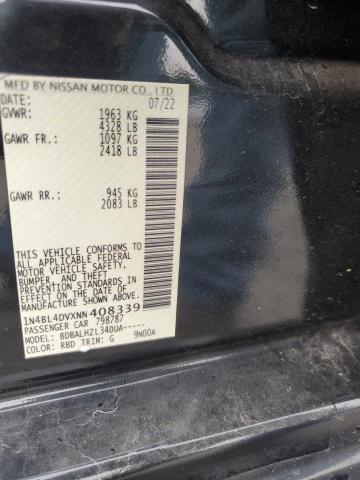 MFD BY NISSAN MOTOR CO., LTD.
DATE: 07/22
GVWR: 1963 KG
4328 LB
GAWR FR.: 1097 KG
2418 LB
GAWR RR.: 945 KG
2083 LB
THIS VEHICLE CONFORMS TO
ALL APPLICABLE FEDERAL
MOTOR VEHICLE SAFETY,
BUMPER, AND THEFT
PREVENTION STANDARDS IN
EFFECT ON THE DATE OF
MANUFACTURE SHOWN ABOVE.
1N4BL4DVXNN408339
PASSENGER CAR 798787
MODEL: BDBALHZL34DUA-----
COLOR: RBD TRIM: G 9N00A